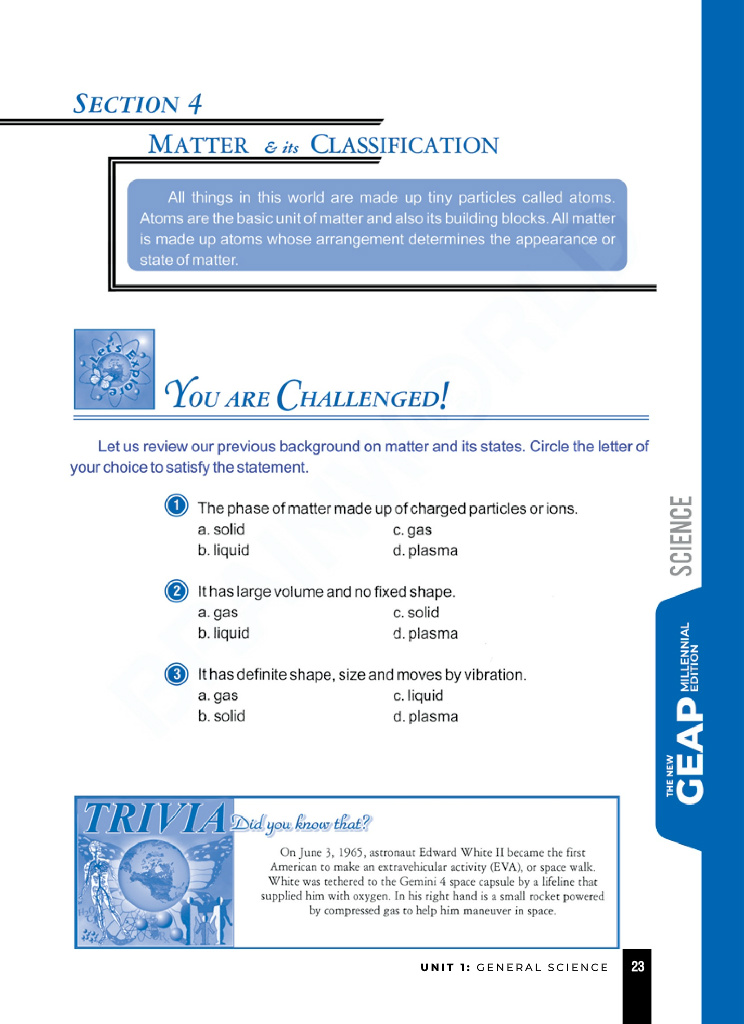 SECTION 4
MATTER & its CLASSIFICATION
All things in this world are made up tiny particles called atoms.
Atoms are the basic unit of matter and also its building blocks. All matter
is made up atoms whose arrangement determines the appearance or
state of matter.
Let's Explore
YOU ARE CHALLENGED!
Let us review our previous background on matter and its states. Circle the letter of
your choice to satisfy the statement.
1 The phase of matter made up of charged particles or ions.
a. solid c. gas
b. liquid d. plasma
2 It has large volume and no fixed shape.
a. gas c. solid
b. liquid d. plasma
3 It has definite shape, size and moves by vibration.
a. gas c. liquid
b. solid d. plasma
SCIENCE
THE NEW
GEAP
MILLENNIAL
EDITION
TRIVIA
Did you know that?
On June 3, 1965, astronaut Edward White II became the first
American to make an extravehicular activity (EVA), or space walk.
White was tethered to the Gemini 4 space capsule by a lifeline that
supplied him with oxygen. In his right hand is a small rocket powered
by compressed gas to help him maneuver in space.
UNIT 1: GENERAL SCIENCE 23